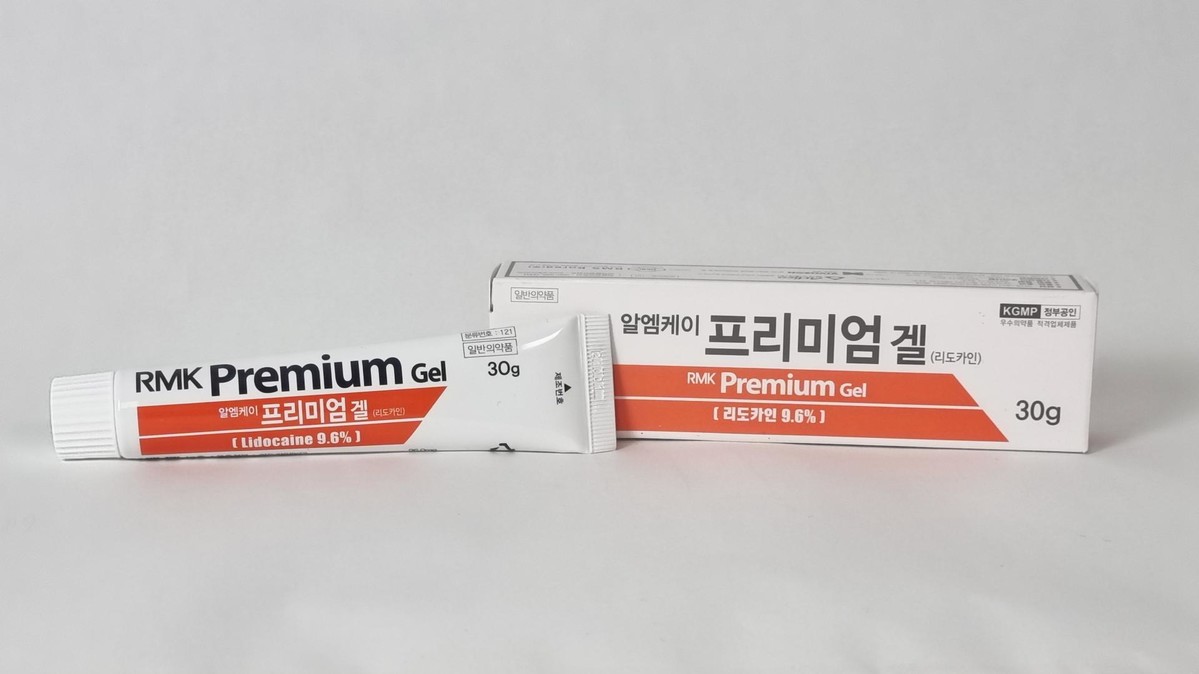 RMK Premium Gel
알엠케이 프리미엄 겔 (리도카인)
( Lidocaine 9.6% )
분류번호 : 121
일반의약품
30g
제조번호
일반의약품
알엠케이 프리미엄 겔 (리도카인)
KGMP 정부공인
우수의약품 적격업체제품
RMK Premium Gel
( 리도카인 9.6% )
30g